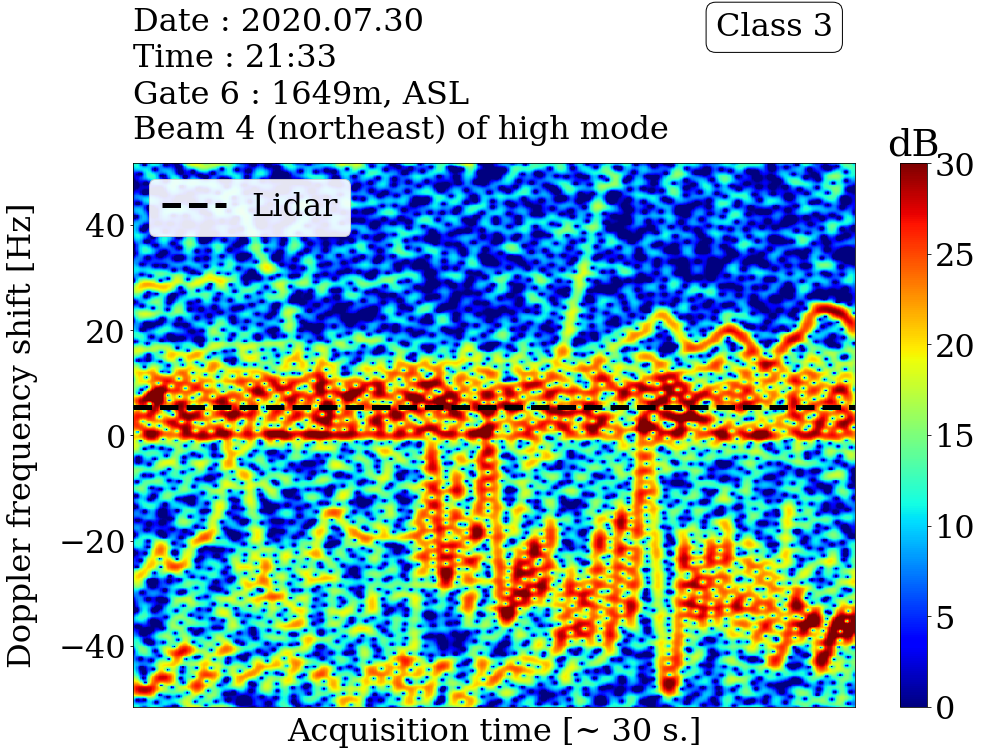 Date : 2020.07.30
Time : 21:33
Gate 6 : 1649m, ASL
Beam 4 (northeast) of high mode
Class 3
dB
Lidar
Doppler frequency shift [Hz]
40
20
0
−20
−40
Acquisition time [~ 30 s.]
30
25
20
15
10
5
0